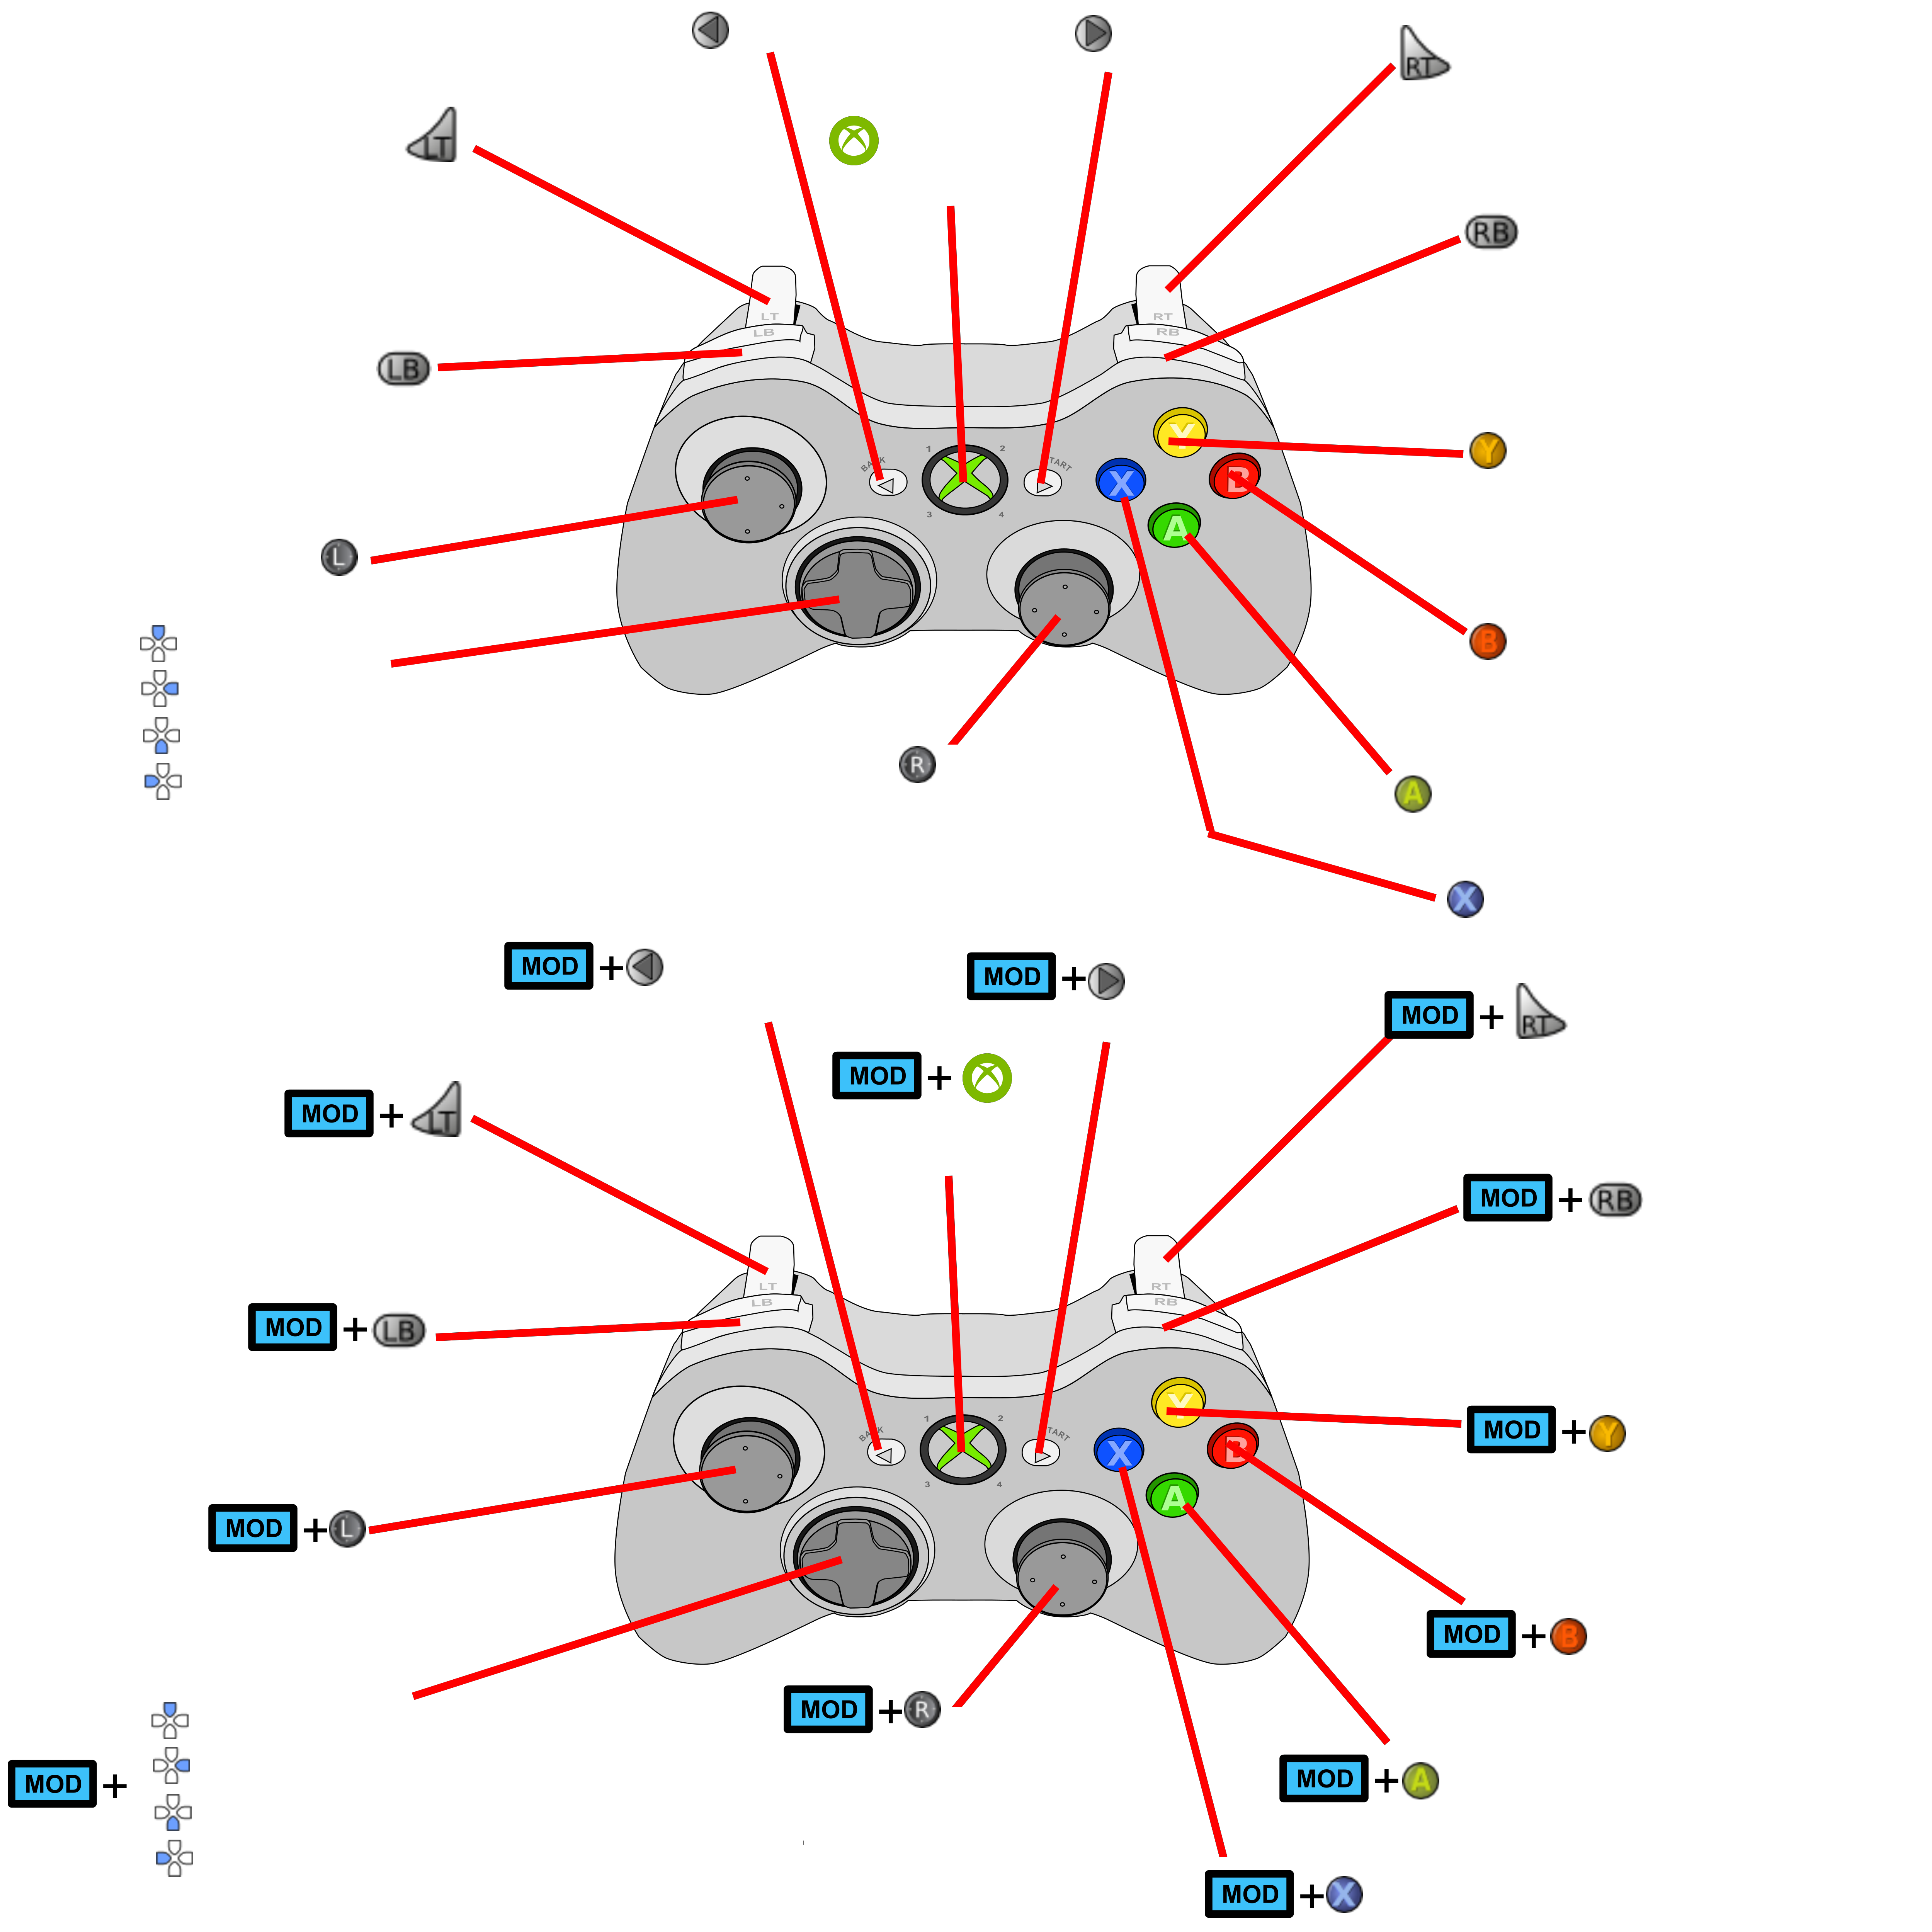 RT
LT
RB
LT
RT
LB
RB
LB
Y
Y
1
2
BACK
START
X
B
3
4
A
L
B
R
A
X
MOD +
MOD +
MOD + RT
MOD +
MOD + LT
MOD + RB
LT
RT
LB
RB
MOD + LB
Y
MOD + Y
1
2
BACK
START
X
B
3
4
A
MOD + L
MOD + B
MOD + R
MOD +
MOD + A
MOD + X